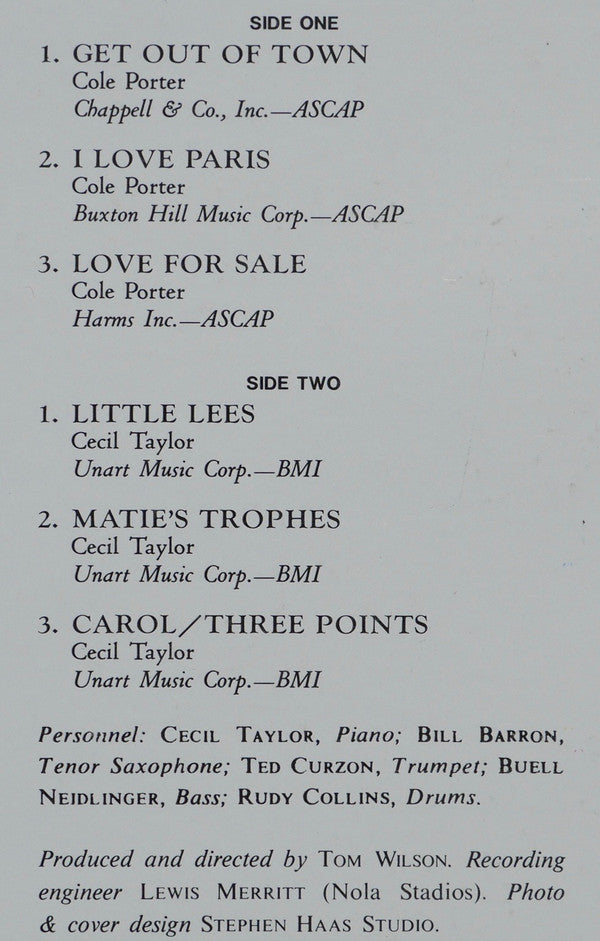 SIDE ONE
1. GET OUT OF TOWN
Cole Porter
Chappell & Co., Inc.—ASCAP
2. I LOVE PARIS
Cole Porter
Buxton Hill Music Corp.—ASCAP
3. LOVE FOR SALE
Cole Porter
Harms Inc.—ASCAP
SIDE TWO
1. LITTLE LEES
Cecil Taylor
Unart Music Corp.—BMI
2. MATIE'S TROPHES
Cecil Taylor
Unart Music Corp.—BMI
3. CAROL/THREE POINTS
Cecil Taylor
Unart Music Corp.—BMI
Personnel: CECIL TAYLOR, Piano; BILL BARRON,
Tenor Saxophone; TED CURZON, Trumpet; BUELL
NEIDLINGER, Bass; RUDY COLLINS, Drums.
Produced and directed by TOM WILSON. Recording
engineer LEWIS MERRITT (Nola Stadios). Photo
& cover design STEPHEN HAAS STUDIO.